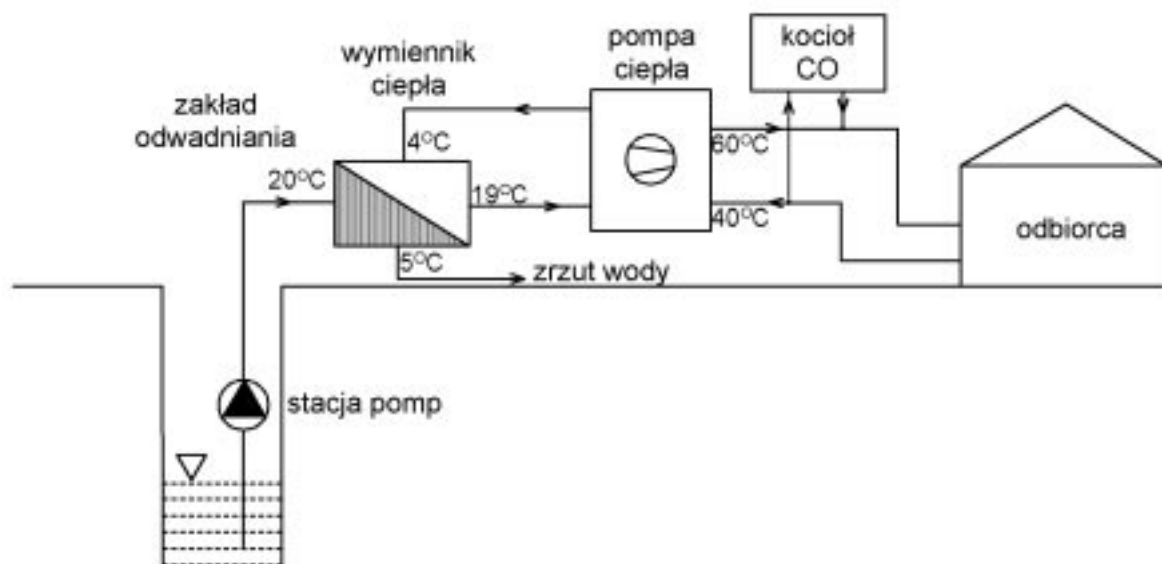 wymiennik
ciepła
pompa
ciepła
kocioł
CO
zakład
odwadniania
4°C
60°C
20°C
19°C
40°C
odbiorca
5°C
zrzut wody
stacja pomp